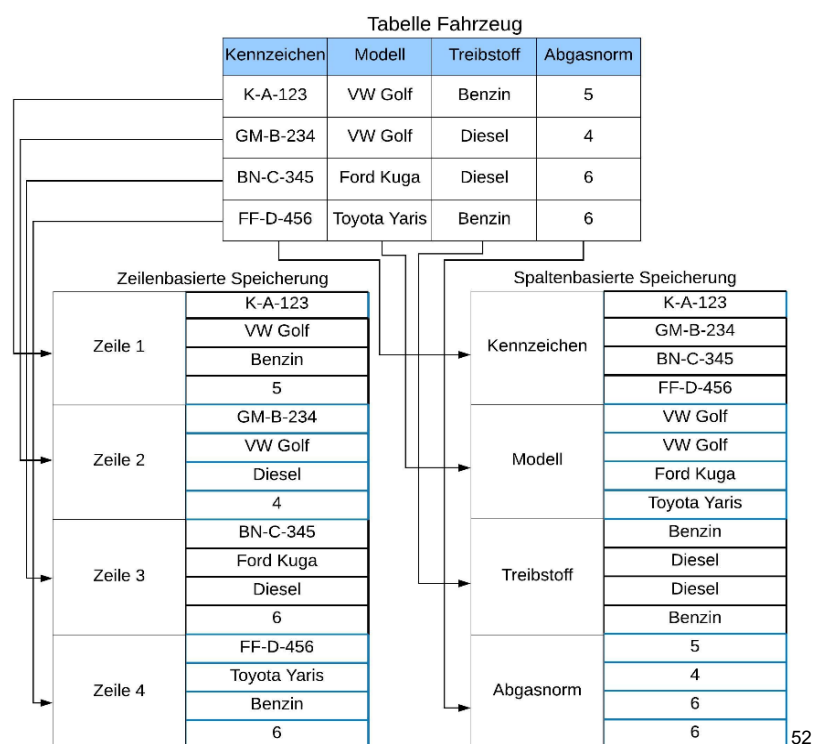 Tabelle Fahrzeug
Kennzeichen Modell Treibstoff Abgasnorm
K-A-123 VW Golf Benzin 5
GM-B-234 VW Golf Diesel 4
BN-C-345 Ford Kuga Diesel 6
FF-D-456 Toyota Yaris Benzin 6
Zeilenbasierte Speicherung
Zeile 1
K-A-123
VW Golf
Benzin
5
Zeile 2
GM-B-234
VW Golf
Diesel
4
Zeile 3
BN-C-345
Ford Kuga
Diesel
6
Zeile 4
FF-D-456
Toyota Yaris
Benzin
6
Spaltenbasierte Speicherung
Kennzeichen
K-A-123
GM-B-234
BN-C-345
FF-D-456
Modell
VW Golf
VW Golf
Ford Kuga
Toyota Yaris
Treibstoff
Benzin
Diesel
Diesel
Benzin
Abgasnorm
5
4
6
6
52